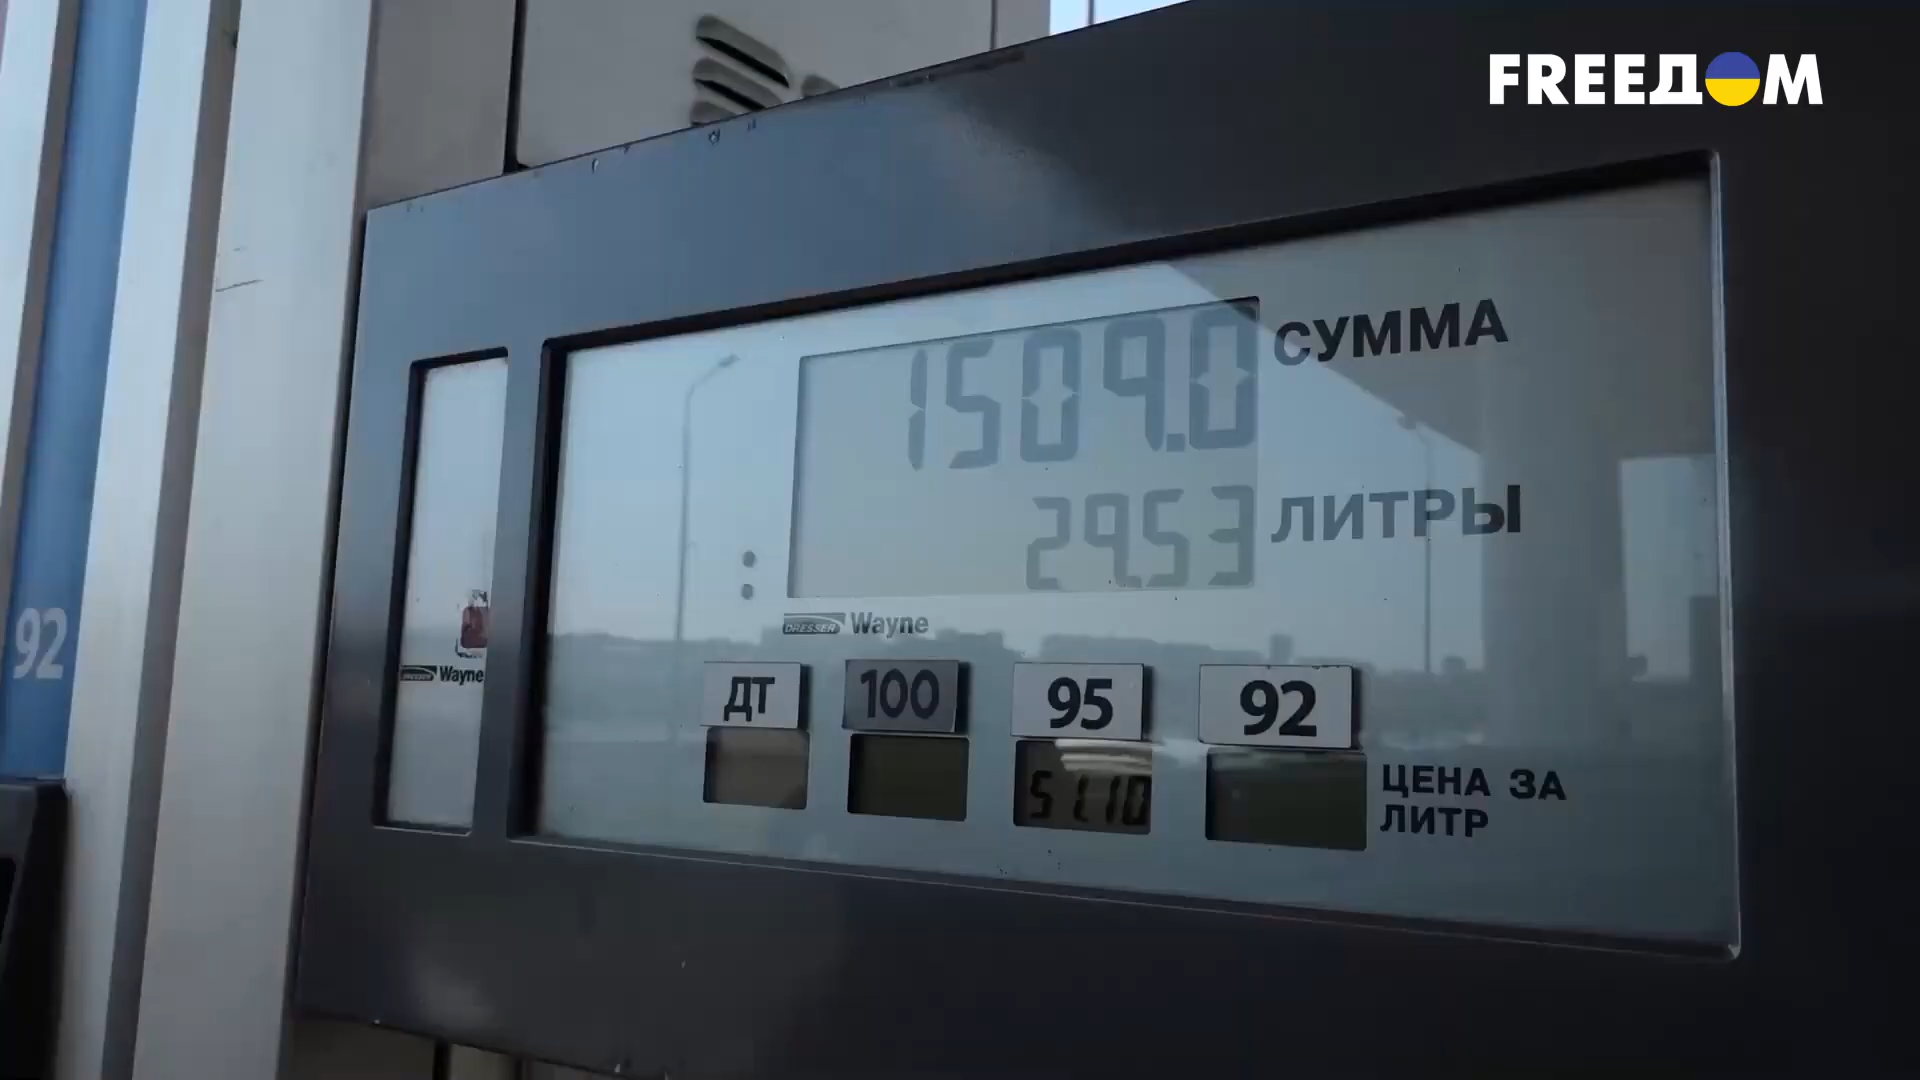 FREEДOM
1509.0 СУММА
29.53 ЛИТРЫ
DRESSER Wayne
92
DRESSER Wayne
ДТ 100 95 92
51.10 ЦЕНА ЗА
ЛИТР